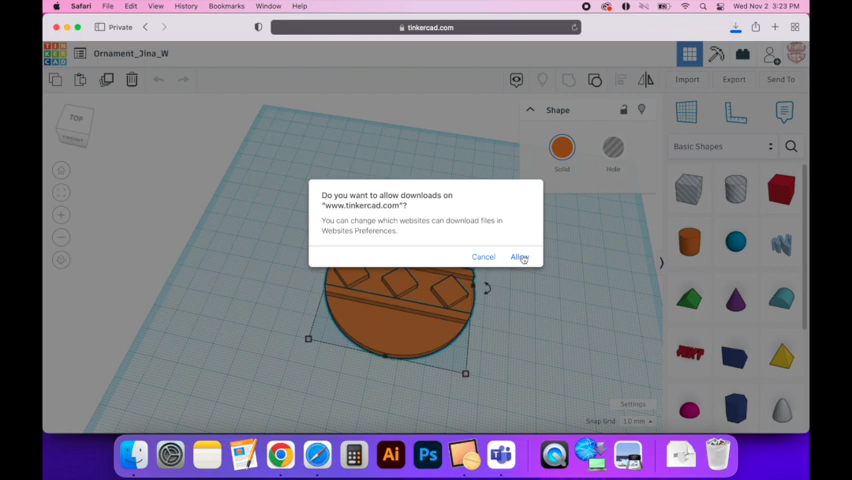 Safari File Edit View History Bookmarks Window Help Wed Nov 2 3:23 PM
Private tinkercad.com
TIN
KER
CAD
Ornament_Jina_W
Import Export Send To
TOP
Shape
Solid Hole
Basic Shapes
Do you want to allow downloads on
"www.tinkercad.com"?
You can change which websites can download files in
Websites Preferences.
Cancel Allow
Settings
Snap Grid 1.0 mm
Ai Ps